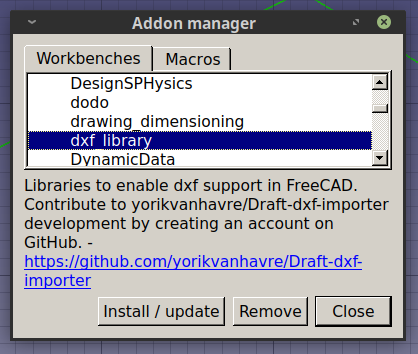 Addon manager
Workbenches
Macros
DesignSPHysics
dodo
drawing_dimensioning
dxf_library
DynamicData
Libraries to enable dxf support in FreeCAD.
Contribute to yorikvanhavre/Draft-dxf-importer
development by creating an account on
GitHub. -
https://github.com/yorikvanhavre/Draft-dxf-
importer
Install / update
Remove
Close